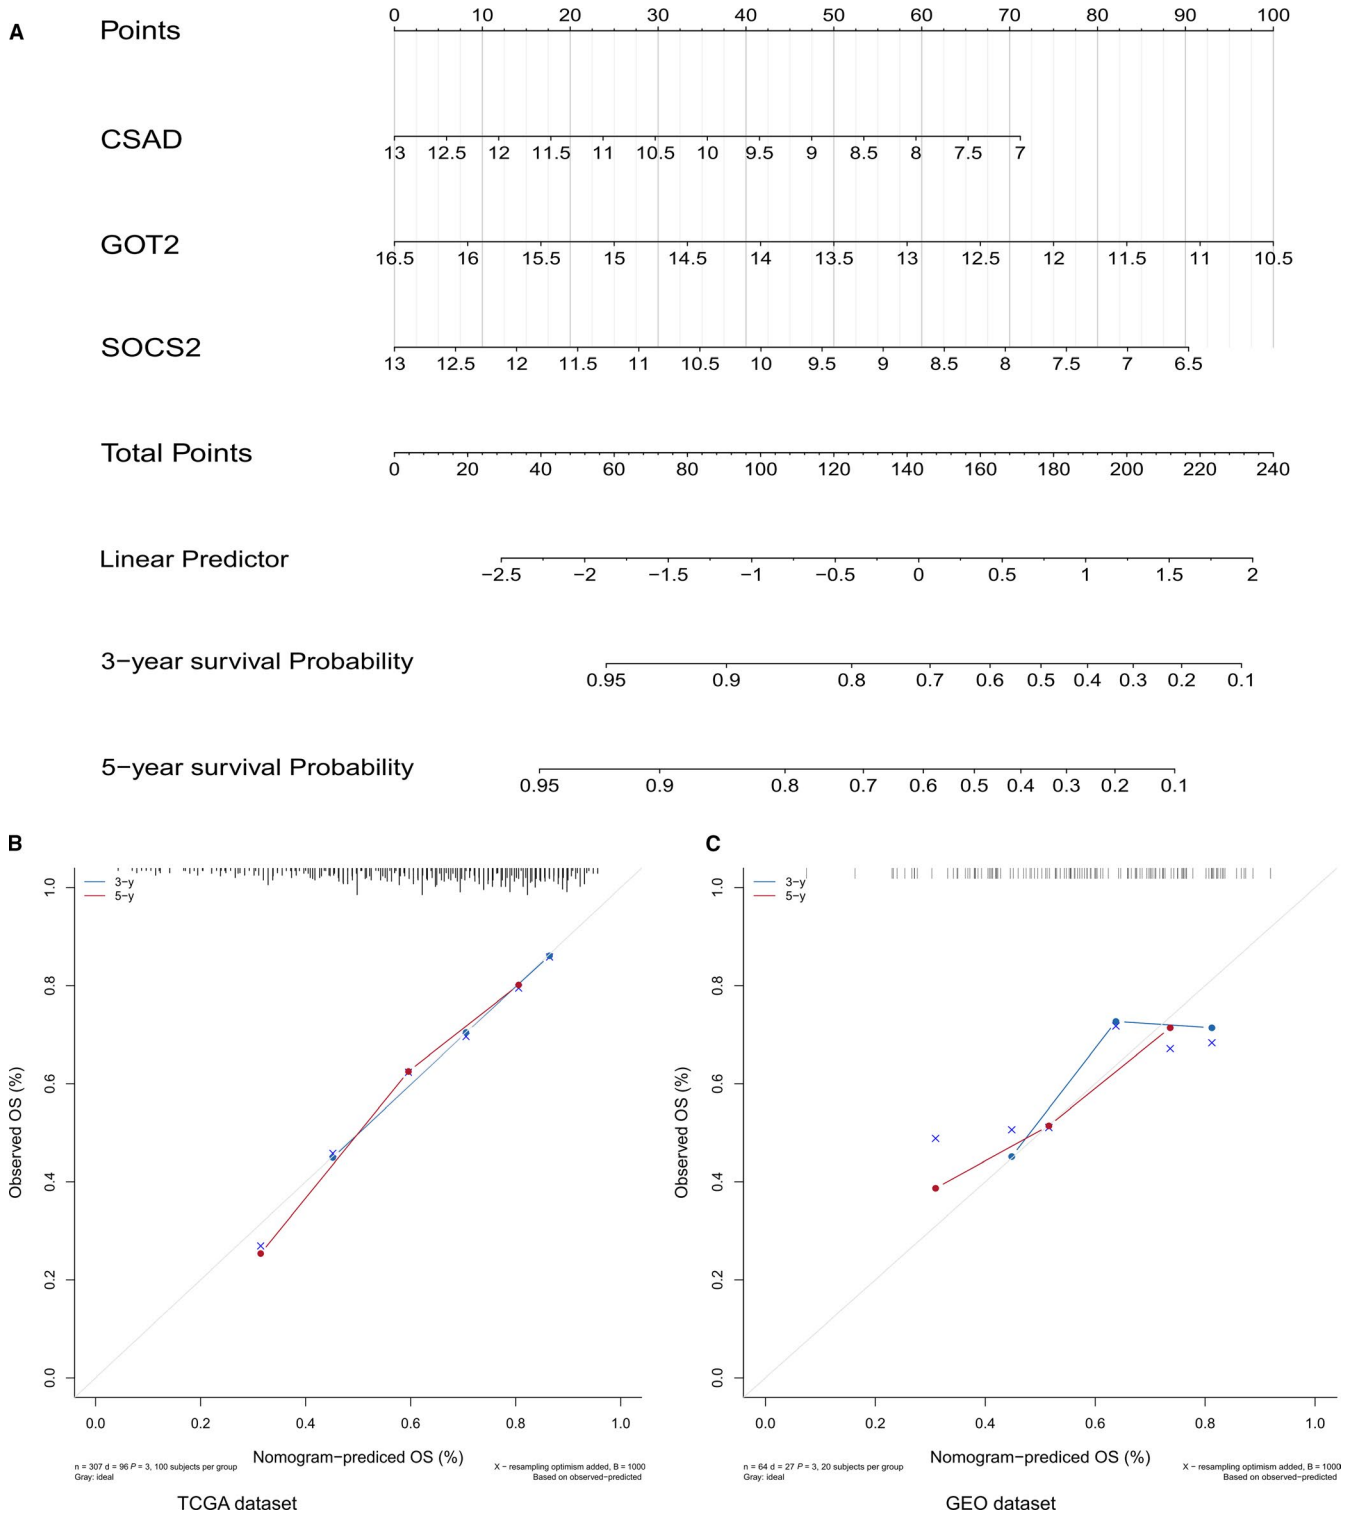 A
Points
0 10 20 30 40 50 60 70 80 90 100
CSAD
13 12.5 12 11.5 11 10.5 10 9.5 9 8.5 8 7.5 7
GOT2
16.5 16 15.5 15 14.5 14 13.5 13 12.5 12 11.5 11 10.5
SOCS2
13 12.5 12 11.5 11 10.5 10 9.5 9 8.5 8 7.5 7 6.5
Total Points
0 20 40 60 80 100 120 140 160 180 200 220 240
Linear Predictor
−2.5 −2 −1.5 −1 −0.5 0 0.5 1 1.5 2
3−year survival Probability
0.95 0.9 0.8 0.7 0.6 0.5 0.4 0.3 0.2 0.1
5−year survival Probability
0.95 0.9 0.8 0.7 0.6 0.5 0.4 0.3 0.2 0.1
B
3-y
5-y
1.0
0.8
0.6
0.4
0.2
0.0
Observed OS (%)
0.0 0.2 0.4 0.6 0.8 1.0
Nomogram−prediced OS (%)
n = 307 d = 96 P = 3, 100 subjects per group
Gray: ideal
X − resampling optimism added, B = 1000
Based on observed−predicted
TCGA dataset
C
3-y
5-y
1.0
0.8
0.6
0.4
0.2
0.0
Observed OS (%)
0.0 0.2 0.4 0.6 0.8 1.0
Nomogram−prediced OS (%)
n = 64 d = 27 P = 3, 20 subjects per group
Gray: ideal
X − resampling optimism added, B = 1000
Based on observed−predicted
GEO dataset